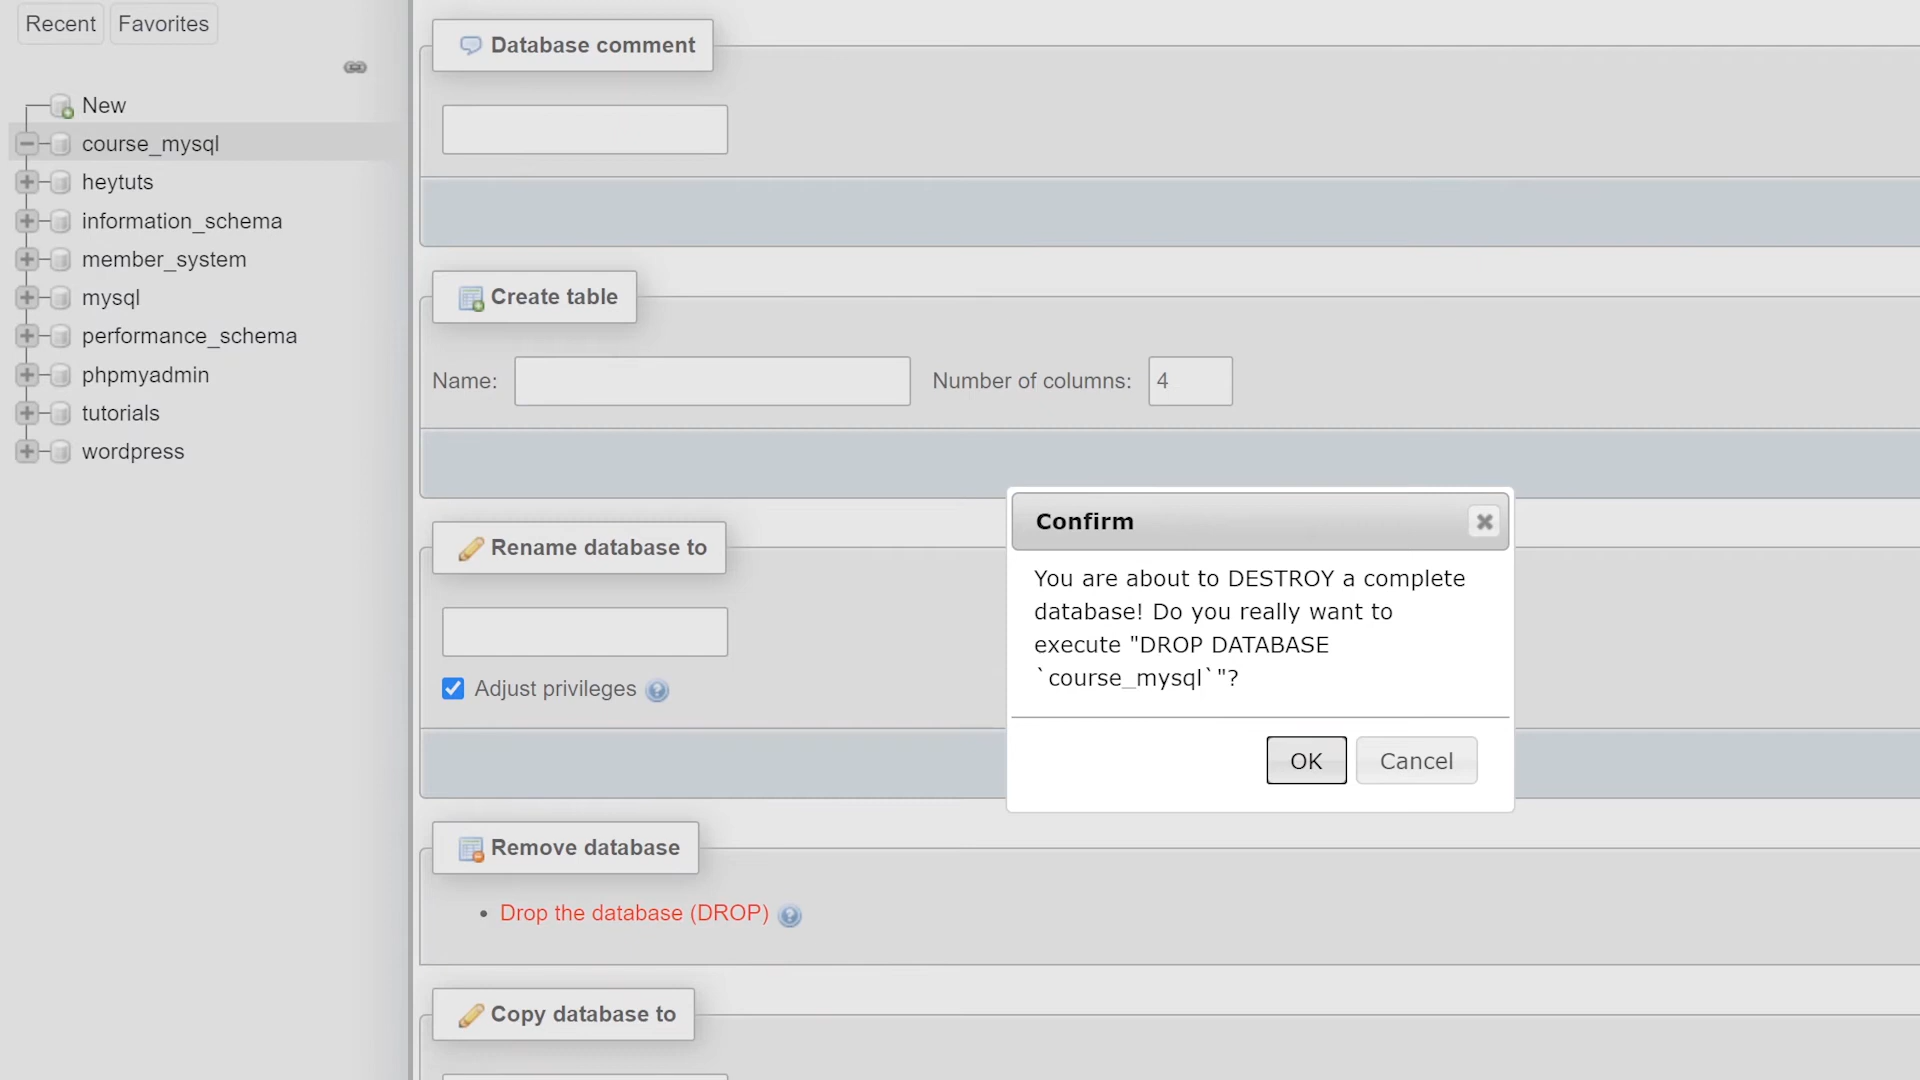 Recent Favorites
New
course_mysql
heytuts
information_schema
member_system
mysql
performance_schema
phpmyadmin
tutorials
wordpress
Database comment
Create table
Name: Number of columns: 4
Rename database to
Adjust privileges
Remove database
• Drop the database (DROP)
Copy database to
Confirm
You are about to DESTROY a complete
database! Do you really want to
execute "DROP DATABASE
`course_mysql`"?
OK Cancel